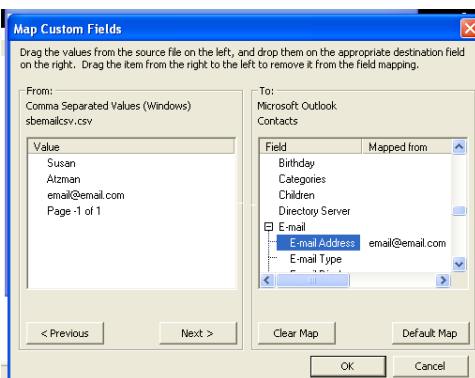 Map Custom Fields
Drag the values from the source file on the left, and drop them on the appropriate destination field
on the right. Drag the item from the right to the left to remove it from the field mapping.
From:
Comma Separated Values (Windows)
sbemailcsv.csv
Value
Susan
Atzman
email@email.com
Page -1 of 1
< Previous
Next >
To:
Microsoft Outlook
Contacts
Field Mapped from
Birthday
Categories
Children
Directory Server
E-mail
E-mail Address email@email.com
E-mail Type
Clear Map
Default Map
OK
Cancel